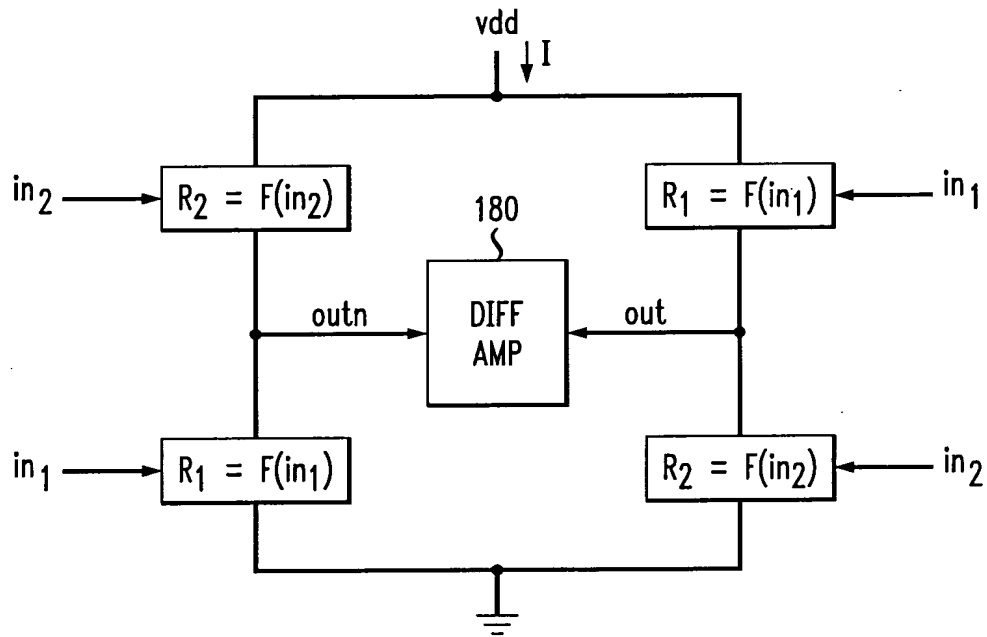 vdd
I
in2
R2 = F(in2)
R1 = F(in1)
in1
180
outn
DIFF
AMP
out
in1
R1 = F(in1)
R2 = F(in2)
in2